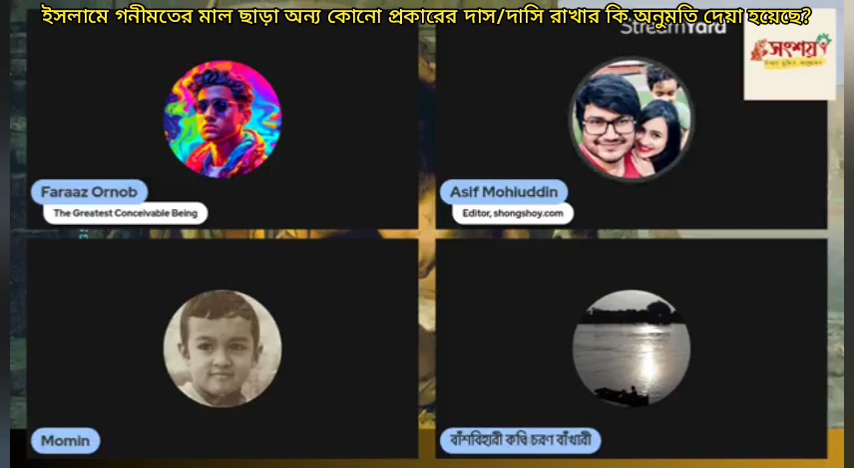 ইসলামে গনীমতের মাল ছাড়া অন্য কোনো প্রকারের দাস/দাসি রাখার কি অনুমতি দেয়া হয়েছে?
StreamYard
সংশয়
Faraaz Ornob
The Greatest Conceivable Being
Asif Mohiuddin
Editor, shongshoy.com
Momin
বাঁশবিহারী কঞ্চি চরণ বাঁখারী